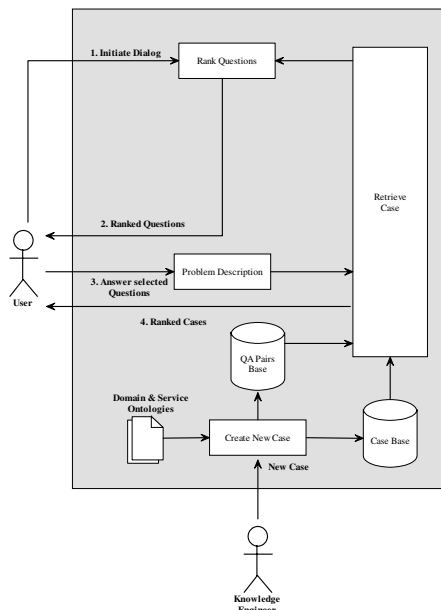 1. Initiate Dialog
Rank Questions
Retrieve
Case
2. Ranked Questions
Problem Description
3. Answer selected
Questions
User
4. Ranked Cases
QA Pairs
Base
Domain & Service
Ontologies
Create New Case
Case Base
New Case
Knowledge
Engineer